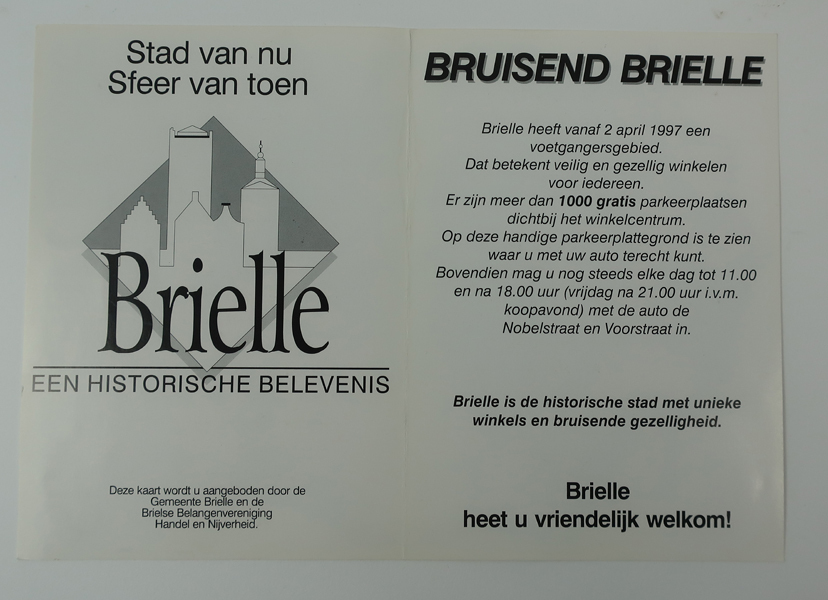 Stad van nu
Sfeer van toen
Brielle
EEN HISTORISCHE BELEVENIS
Deze kaart wordt u aangeboden door de
Gemeente Brielle en de
Brielse Belangenvereniging
Handel en Nijverheid.
BRUISEND BRIELLE
Brielle heeft vanaf 2 april 1997 een
voetgangersgebied.
Dat betekent veilig en gezellig winkelen
voor iedereen.
Er zijn meer dan 1000 gratis parkeerplaatsen
dichtbij het winkelcentrum.
Op deze handige parkeerplattegrond is te zien
waar u met uw auto terecht kunt.
Bovendien mag u nog steeds elke dag tot 11.00
en na 18.00 uur (vrijdag na 21.00 uur i.v.m.
koopavond) met de auto de
Nobelstraat en Voorstraat in.
Brielle is de historische stad met unieke
winkels en bruisende gezelligheid.
Brielle
heet u vriendelijk welkom!